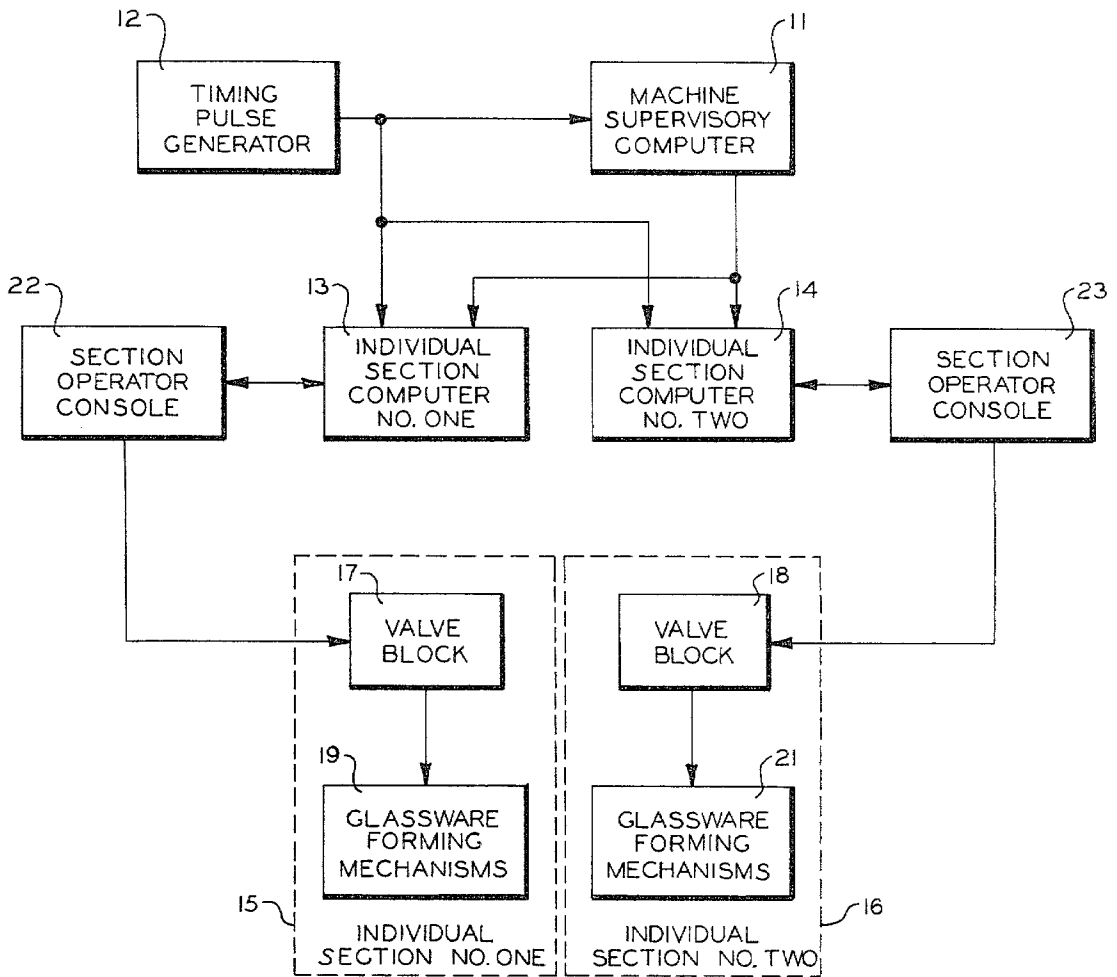 12
11
TIMING
PULSE
GENERATOR
MACHINE
SUPERVISORY
COMPUTER
22
13
14
23
SECTION
OPERATOR
CONSOLE
INDIVIDUAL
SECTION
COMPUTER
NO. ONE
INDIVIDUAL
SECTION
COMPUTER
NO. TWO
SECTION
OPERATOR
CONSOLE
17
18
VALVE
BLOCK
VALVE
BLOCK
19
21
GLASSWARE
FORMING
MECHANISMS
GLASSWARE
FORMING
MECHANISMS
15
16
INDIVIDUAL
SECTION NO. ONE
INDIVIDUAL
SECTION NO. TWO